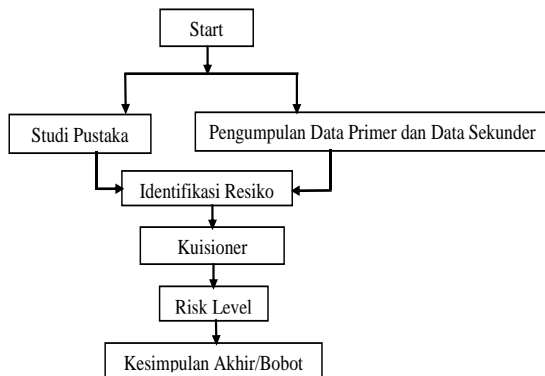 Start
Studi Pustaka
Pengumpulan Data Primer dan Data Sekunder
Identifikasi Resiko
Kuisioner
Risk Level
Kesimpulan Akhir/Bobot